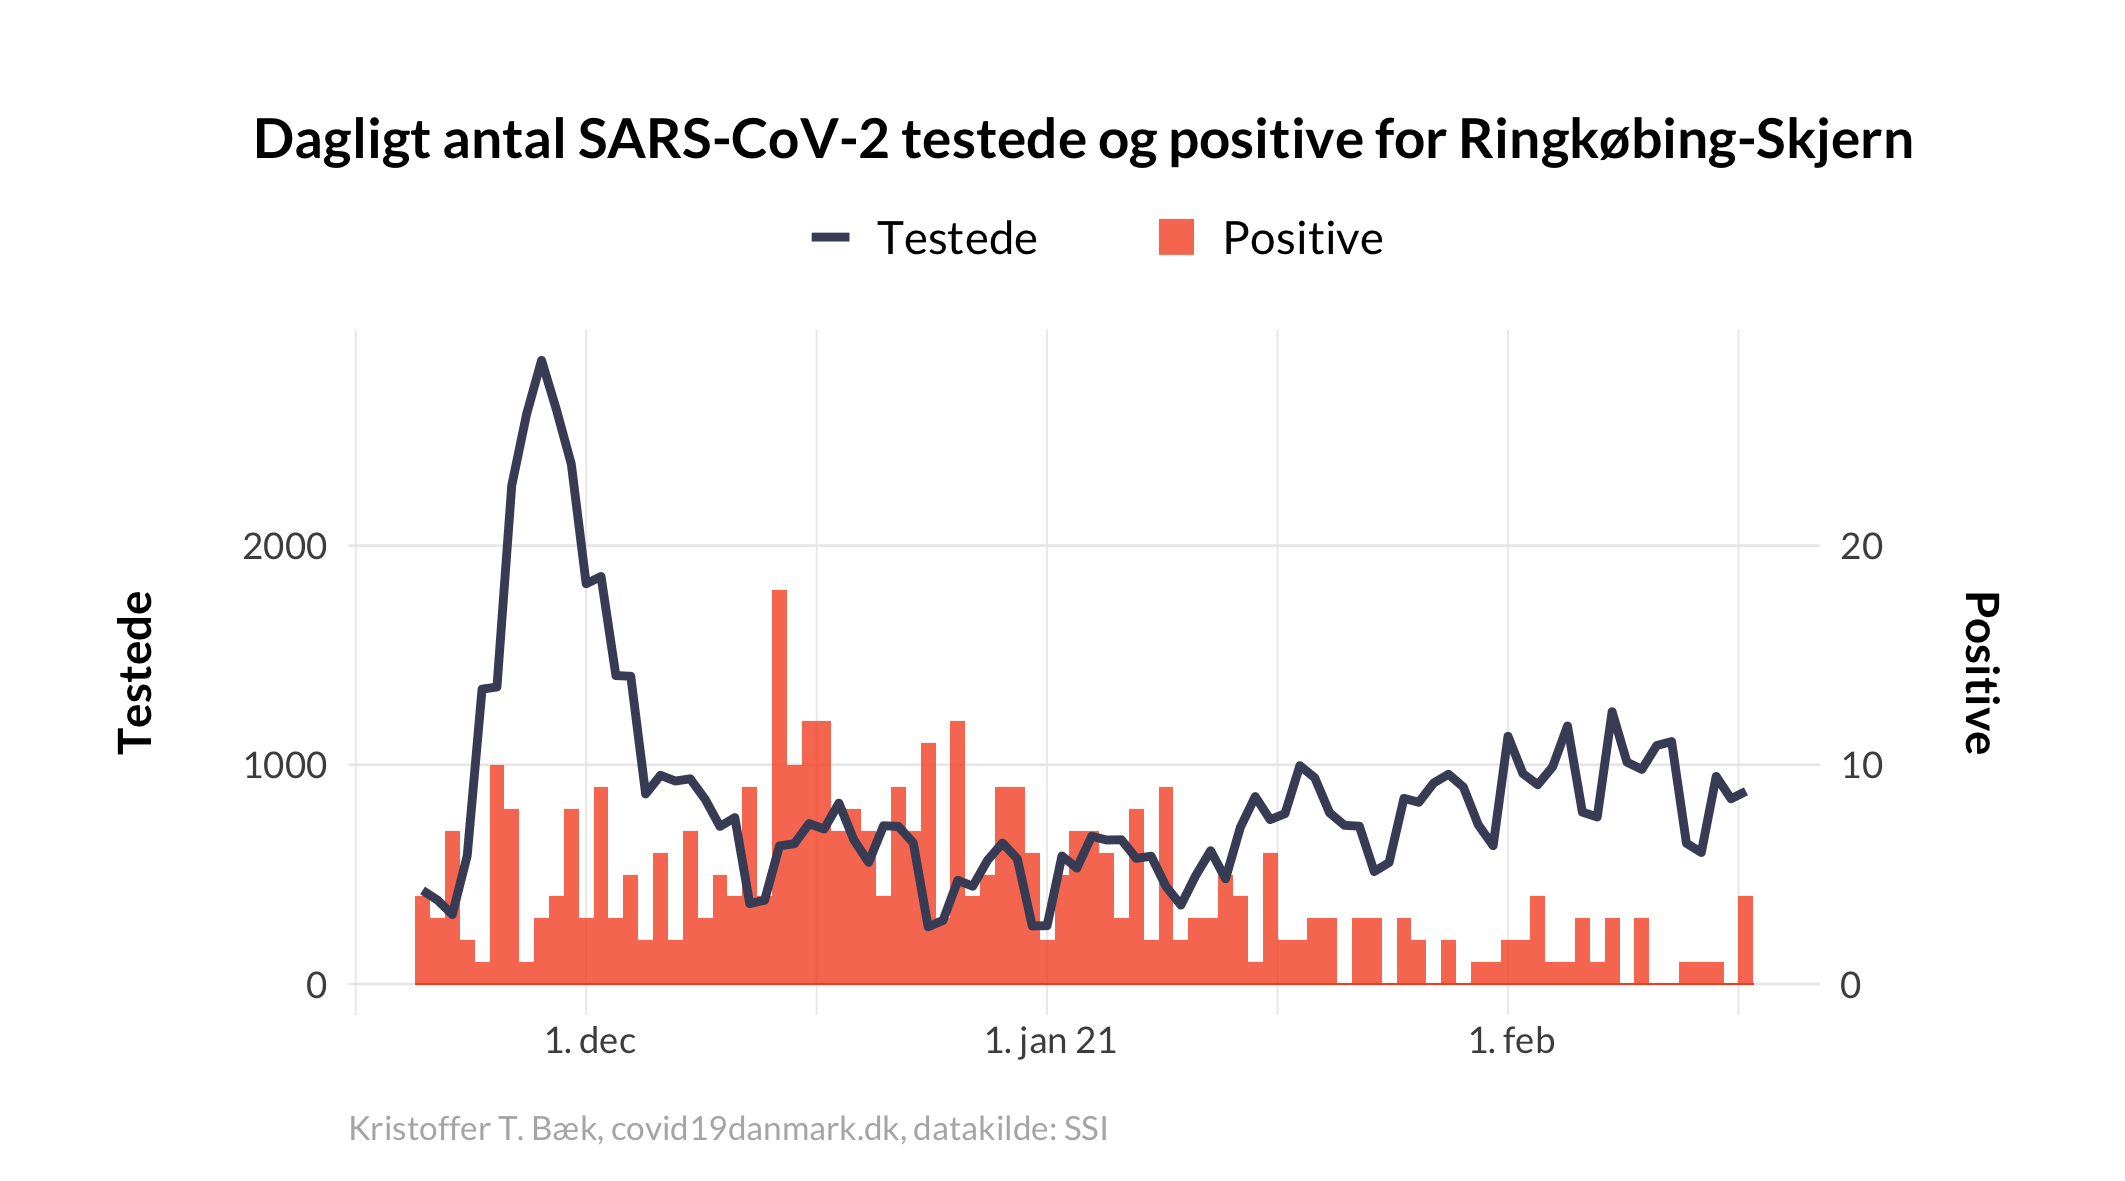 Dagligt antal SARS-CoV-2 testede og positive for Ringkøbing-Skjern
Testede
Positive
Testede
2000
1000
0
20
10
0
Positive
1. dec
1. jan 21
1. feb
Kristoffer T. Bæk, covid19danmark.dk, datakilde: SSI